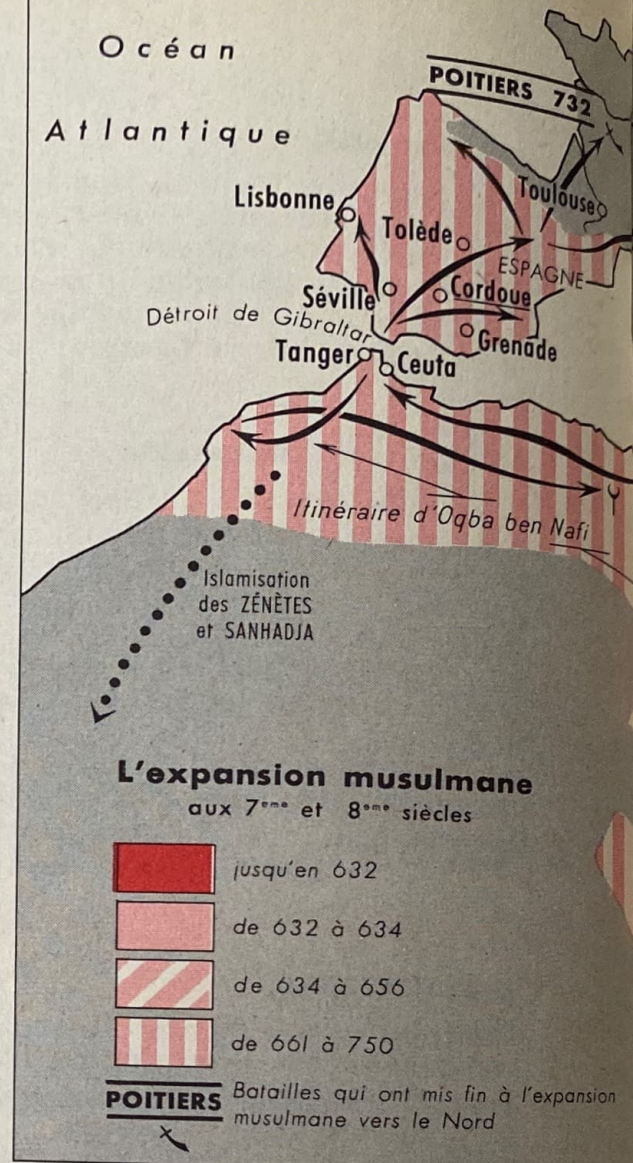 Océan
POITIERS 732
Atlantique
Toulouse
Lisbonne
Tolède
ESPAGNE
Séville
Cordoue
Détroit de Gibraltar
Grenade
Tanger
Ceuta
Itinéraire d'Oqba ben Nafi
Islamisation
des ZÉNÈTES
et SANHADJA
L'expansion musulmane
aux 7eme et 8eme siècles
jusqu'en 632
de 632 à 634
de 634 à 656
de 661 à 750
POITIERS
Batailles qui ont mis fin à l'expansion
musulmane vers le Nord